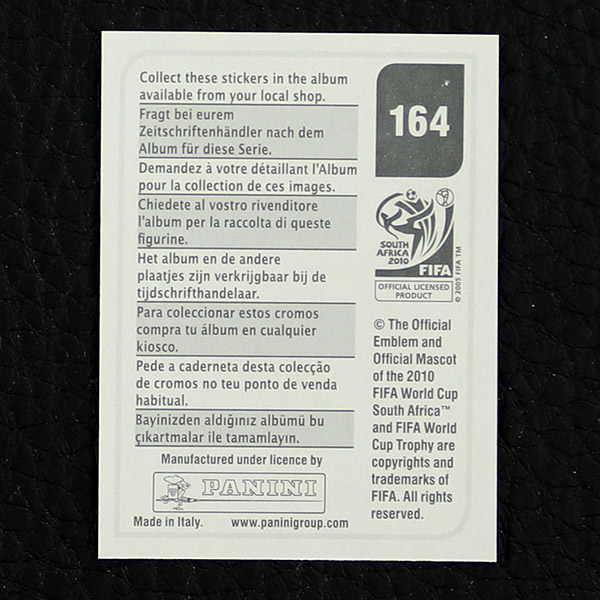 Collect these stickers in the album
available from your local shop.
Fragt bei eurem
Zeitschriftenhändler nach dem
Album für diese Serie.
Demandez à votre détaillant l'Album
pour la collection de ces images.
Chiedete al vostro rivenditore
l'album per la raccolta di queste
figurine.
Het album en de andere
plaatjes zijn verkrijgbaar bij de
tijdschrifthandelaar.
Para coleccionar estos cromos
compra tu álbum en cualquier
kiosco.
Pede a caderneta desta colecção
de cromos no teu ponto de venda
habitual.
Bayinizden aldığınız albümü bu
çıkartmalar ile tamamlayın.
Manufactured under licence by
PANINI
Made in Italy. www.paninigroup.com
164
SOUTH
AFRICA
2010
FIFA
© 2005 FIFA TM
OFFICIAL LICENSED
PRODUCT
© The Official
Emblem and
Official Mascot
of the 2010
FIFA World Cup
South Africa™
and FIFA World
Cup Trophy are
copyrights and
trademarks of
FIFA. All rights
reserved.